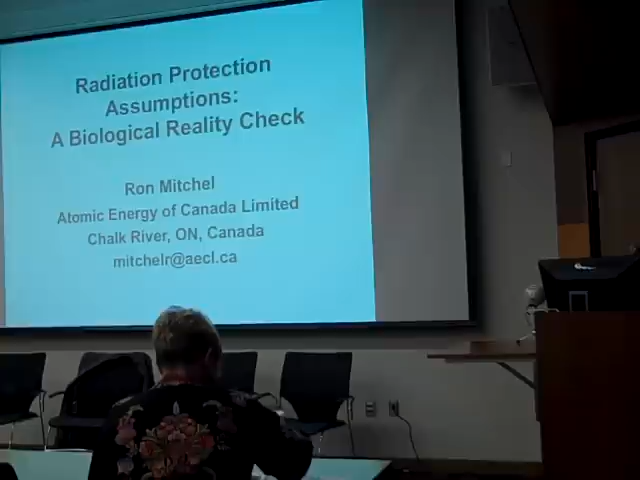 Radiation Protection
Assumptions:
A Biological Reality Check
Ron Mitchel
Atomic Energy of Canada Limited
Chalk River, ON, Canada
mitchelr@aecl.ca